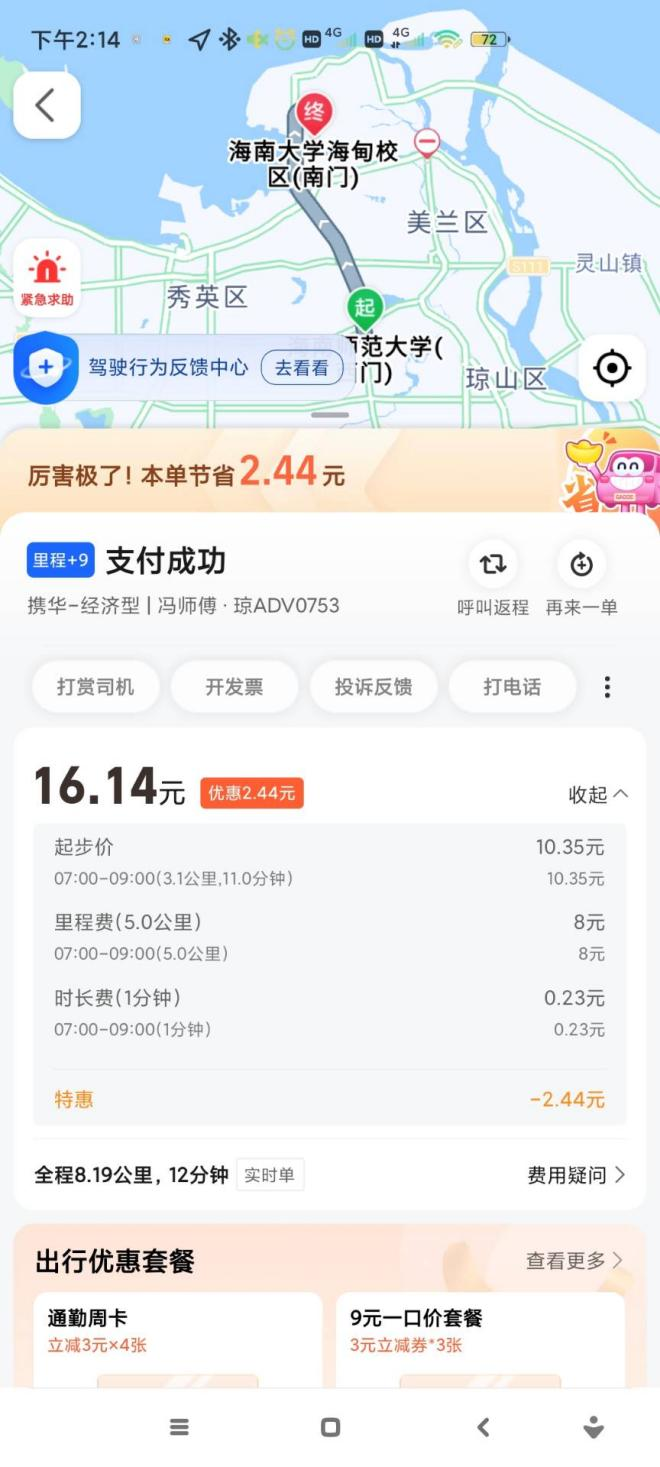 下午2:14
HD 4G HD 4G 72
终
海南大学海甸校
区(南门)
美兰区
S111
灵山镇
紧急求助
秀英区
起
驾驶行为反馈中心 去看看
范大学(
门)
琼山区
厉害极了！本单节省2.44元
省
里程+9 支付成功
携华-经济型 | 冯师傅 · 琼ADV0753
呼叫返程 再来一单
打赏司机 开发票 投诉反馈 打电话
16.14元 优惠2.44元 收起
起步价 10.35元
07:00-09:00(3.1公里,11.0分钟) 10.35元
里程费(5.0公里) 8元
07:00-09:00(5.0公里) 8元
时长费(1分钟) 0.23元
07:00-09:00(1分钟) 0.23元
特惠 -2.44元
全程8.19公里，12分钟 实时单 费用疑问
出行优惠套餐 查看更多
通勤周卡 9元一口价套餐
立减3元×4张 3元立减券*3张